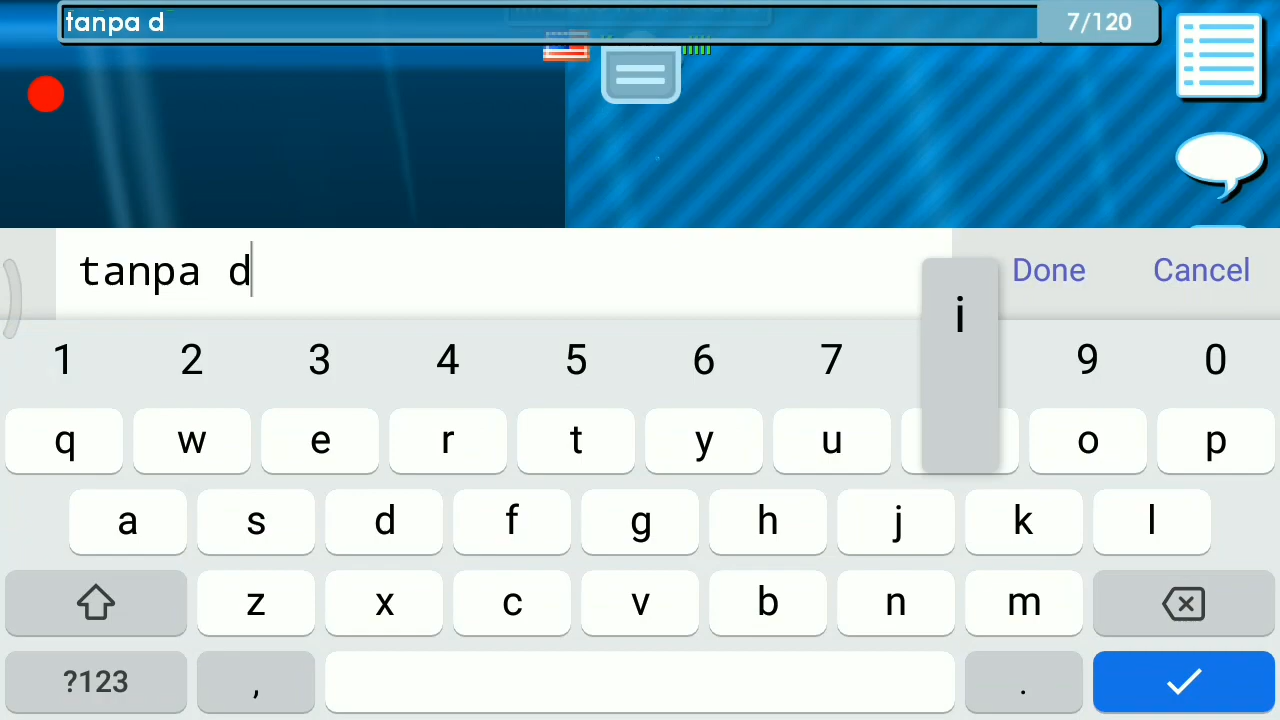 tanpa d
7/120
tanpa d
Done
Cancel
i
1 2 3 4 5 6 7 9 0
q w e r t y u o p
a s d f g h j k l
z x c v b n m
?123 , .